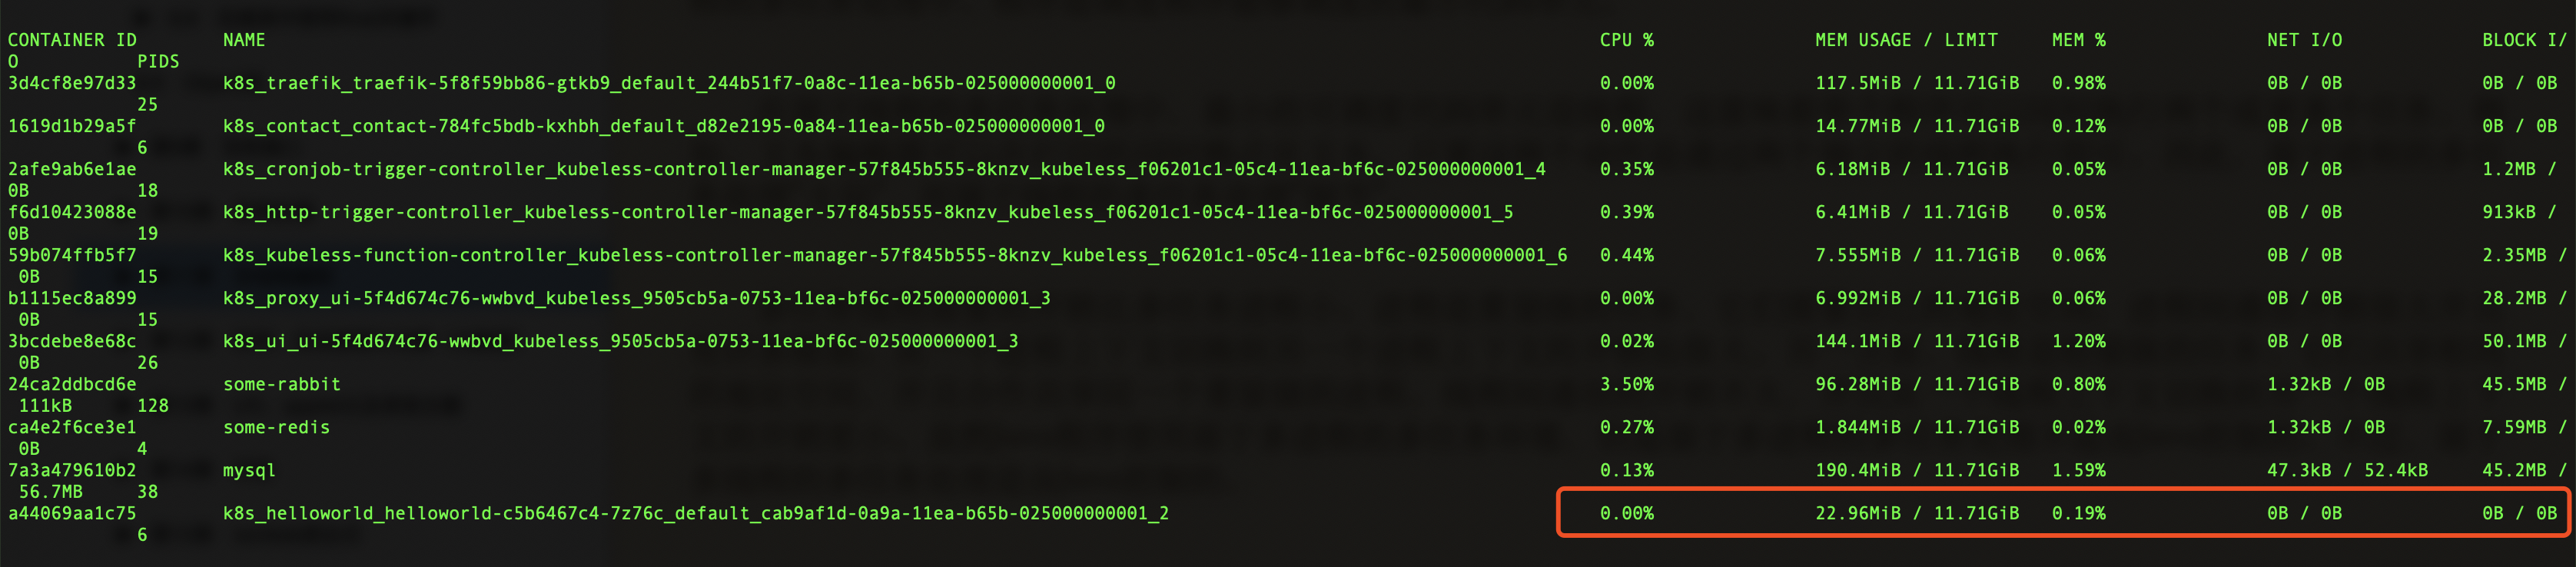 CONTAINER ID        NAME                                                                                                                            CPU %               MEM USAGE / LIMIT     MEM %               NET I/O             BLOCK I/
O           PIDS
3d4cf8e97d33        k8s_traefik_traefik-5f8f59bb86-gtkb9_default_244b51f7-0a8c-11ea-b65b-025000000001_0                                             0.00%               117.5MiB / 11.71GiB   0.98%               0B / 0B             0B / 0B
            25
1619d1b29a5f        k8s_contact_contact-784fc5bdb-kxhbh_default_d82e2195-0a84-11ea-b65b-025000000001_0                                              0.00%               14.77MiB / 11.71GiB   0.12%               0B / 0B             0B / 0B
            6
2afe9ab6e1ae        k8s_cronjob-trigger-controller_kubeless-controller-manager-57f845b555-8knzv_kubeless_f06201c1-05c4-11ea-bf6c-025000000001_4     0.35%               6.18MiB / 11.71GiB    0.05%               0B / 0B             1.2MB /
0B          18
f6d10423088e        k8s_http-trigger-controller_kubeless-controller-manager-57f845b555-8knzv_kubeless_f06201c1-05c4-11ea-bf6c-025000000001_5        0.39%               6.41MiB / 11.71GiB    0.05%               0B / 0B             913kB /
0B          19
59b074ffb5f7        k8s_kubeless-function-controller_kubeless-controller-manager-57f845b555-8knzv_kubeless_f06201c1-05c4-11ea-bf6c-025000000001_6   0.44%               7.555MiB / 11.71GiB   0.06%               0B / 0B             2.35MB /
 0B         15
b1115ec8a899        k8s_proxy_ui-5f4d674c76-wwbvd_kubeless_9505cb5a-0753-11ea-bf6c-025000000001_3                                                   0.00%               6.992MiB / 11.71GiB   0.06%               0B / 0B             28.2MB /
 0B         15
3bcdebe8e68c        k8s_ui_ui-5f4d674c76-wwbvd_kubeless_9505cb5a-0753-11ea-bf6c-025000000001_3                                                      0.02%               144.1MiB / 11.71GiB   1.20%               0B / 0B             50.1MB /
 0B         26
24ca2ddbcd6e        some-rabbit                                                                                                                     3.50%               96.28MiB / 11.71GiB   0.80%               1.32kB / 0B         45.5MB /
 111kB      128
ca4e2f6ce3e1        some-redis                                                                                                                      0.27%               1.844MiB / 11.71GiB   0.02%               1.32kB / 0B         7.59MB /
 0B         4
7a3a479610b2        mysql                                                                                                                           0.13%               190.4MiB / 11.71GiB   1.59%               47.3kB / 52.4kB     45.2MB /
 56.7MB     38
a44069aa1c75        k8s_helloworld_helloworld-c5b6467c4-7z76c_default_cab9af1d-0a9a-11ea-b65b-025000000001_2                                        0.00%               22.96MiB / 11.71GiB   0.19%               0B / 0B             0B / 0B
            6